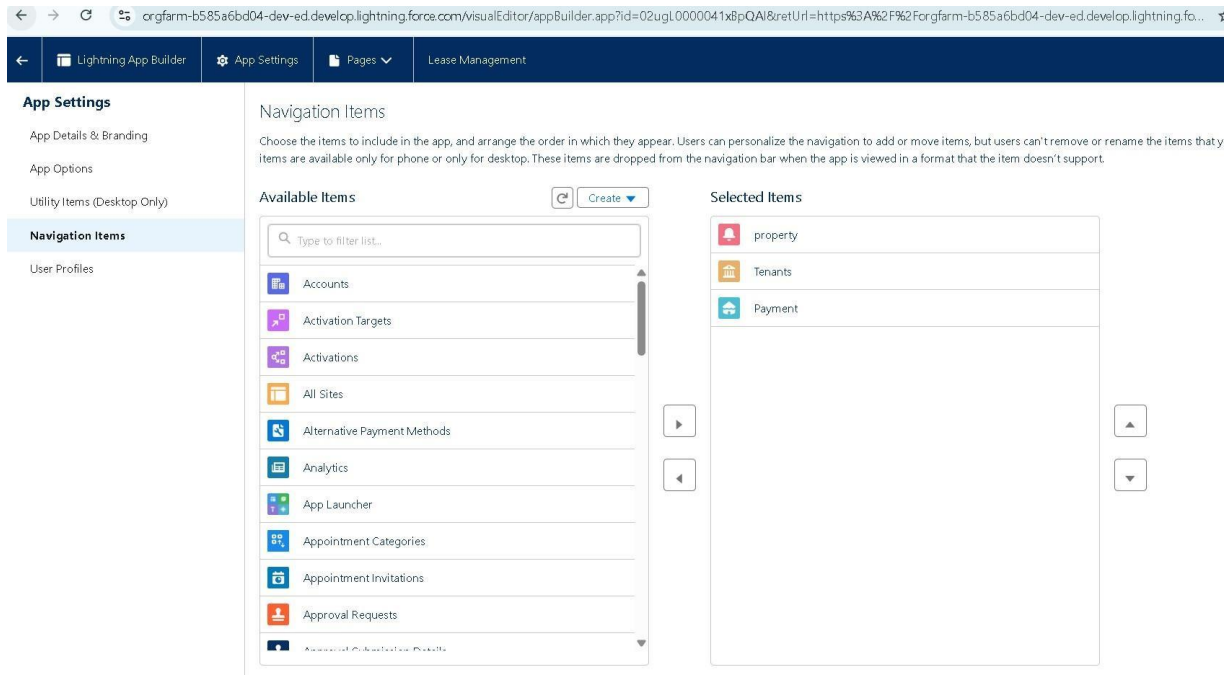 orgfarm-b585a6bd04-dev-ed.develop.lightning.force.com/visualEditor/appBuilder.app?id=02ugL0000041xBpQAI&retUrl=https%3A%2F%2Forgfarm-b585a6bd04-dev-ed.develop.lightning.fo...
Lightning App Builder
App Settings
Pages
Lease Management
App Settings
App Details & Branding
App Options
Utility Items (Desktop Only)
Navigation Items
User Profiles
Navigation Items
Choose the items to include in the app, and arrange the order in which they appear. Users can personalize the navigation to add or move items, but users can't remove or rename the items that y
items are available only for phone or only for desktop. These items are dropped from the navigation bar when the app is viewed in a format that the item doesn't support.
Available Items
Create
Type to filter list...
Accounts
Activation Targets
Activations
All Sites
Alternative Payment Methods
Analytics
App Launcher
Appointment Categories
Appointment Invitations
Approval Requests
Selected Items
property
Tenants
Payment